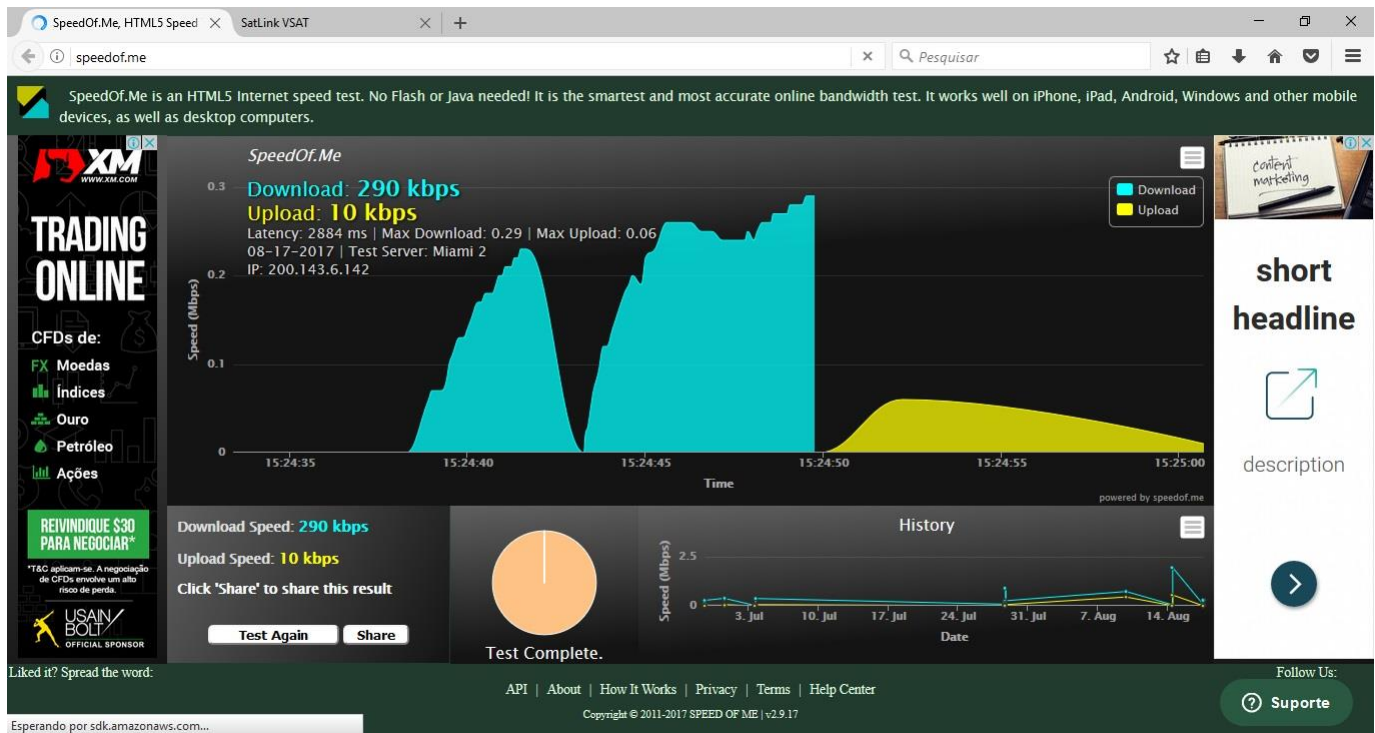 SpeedOf.Me, HTML5 Speed
SatLink VSAT
speedof.me
Pesquisar
SpeedOf.Me is an HTML5 Internet speed test. No Flash or Java needed! It is the smartest and most accurate online bandwidth test. It works well on iPhone, iPad, Android, Windows and other mobile
devices, as well as desktop computers.
XM
WWW.XM.COM
TRADING
ONLINE
CFDs de:
FX Moedas
Índices
Ouro
Petróleo
Ações
REIVINDIQUE $30
PARA NEGOCIAR*
*T&C aplicam-se. A negociação
de CFDs envolve um alto
risco de perda.
USAIN
BOLT
OFFICIAL SPONSOR
SpeedOf.Me
Download: 290 kbps
Upload: 10 kbps
Latency: 2884 ms | Max Download: 0.29 | Max Upload: 0.06
08-17-2017 | Test Server: Miami 2
IP: 200.143.6.142
Download
Upload
Speed (Mbps)
0.3
0.2
0.1
0
15:24:35 15:24:40 15:24:45 15:24:50 15:24:55 15:25:00
Time
powered by speedof.me
Download Speed: 290 kbps
Upload Speed: 10 kbps
Click 'Share' to share this result
Test Again Share
Test Complete.
History
Speed (Mbps)
2.5
0
3. Jul 10. Jul 17. Jul 24. Jul 31. Jul 7. Aug 14. Aug
Date
content
marketing
short
headline
description
Liked it? Spread the word:
Follow Us:
API | About | How It Works | Privacy | Terms | Help Center
Copyright © 2011-2017 SPEED OF ME | v2.9.17
Suporte
Esperando por sdk.amazonaws.com...